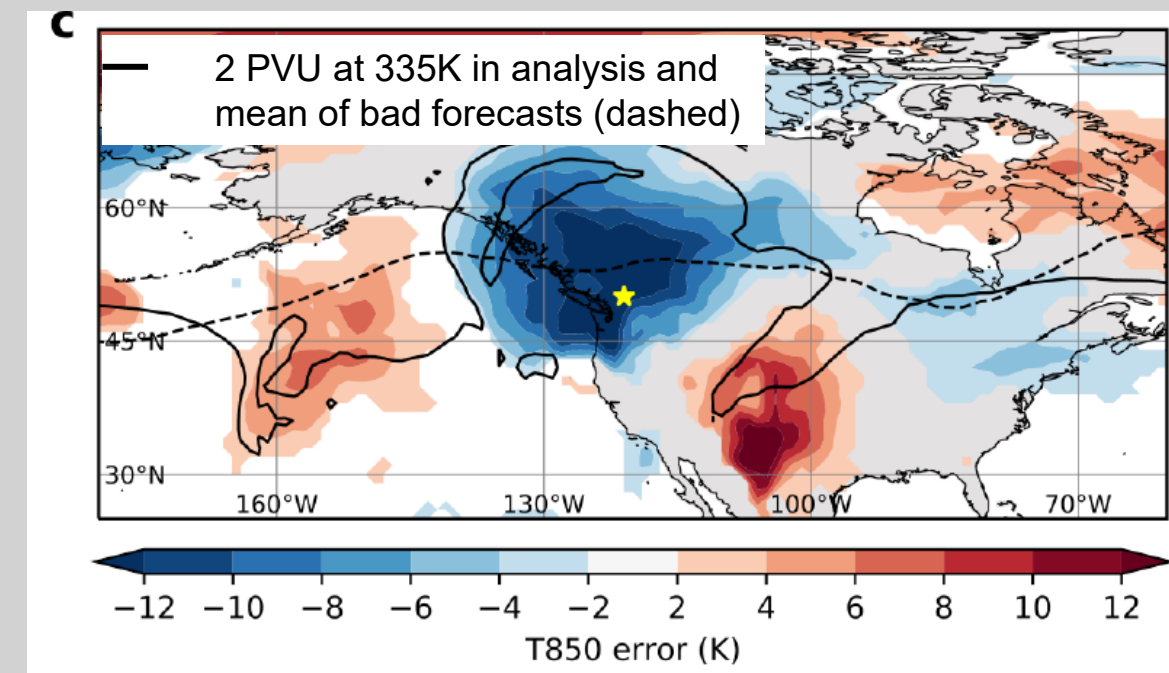 c
2 PVU at 335K in analysis and
mean of bad forecasts (dashed)
60°N
45°N
30°N
160°W 130°W 100°W 70°W
−12 −10 −8 −6 −4 −2 2 4 6 8 10 12
T850 error (K)